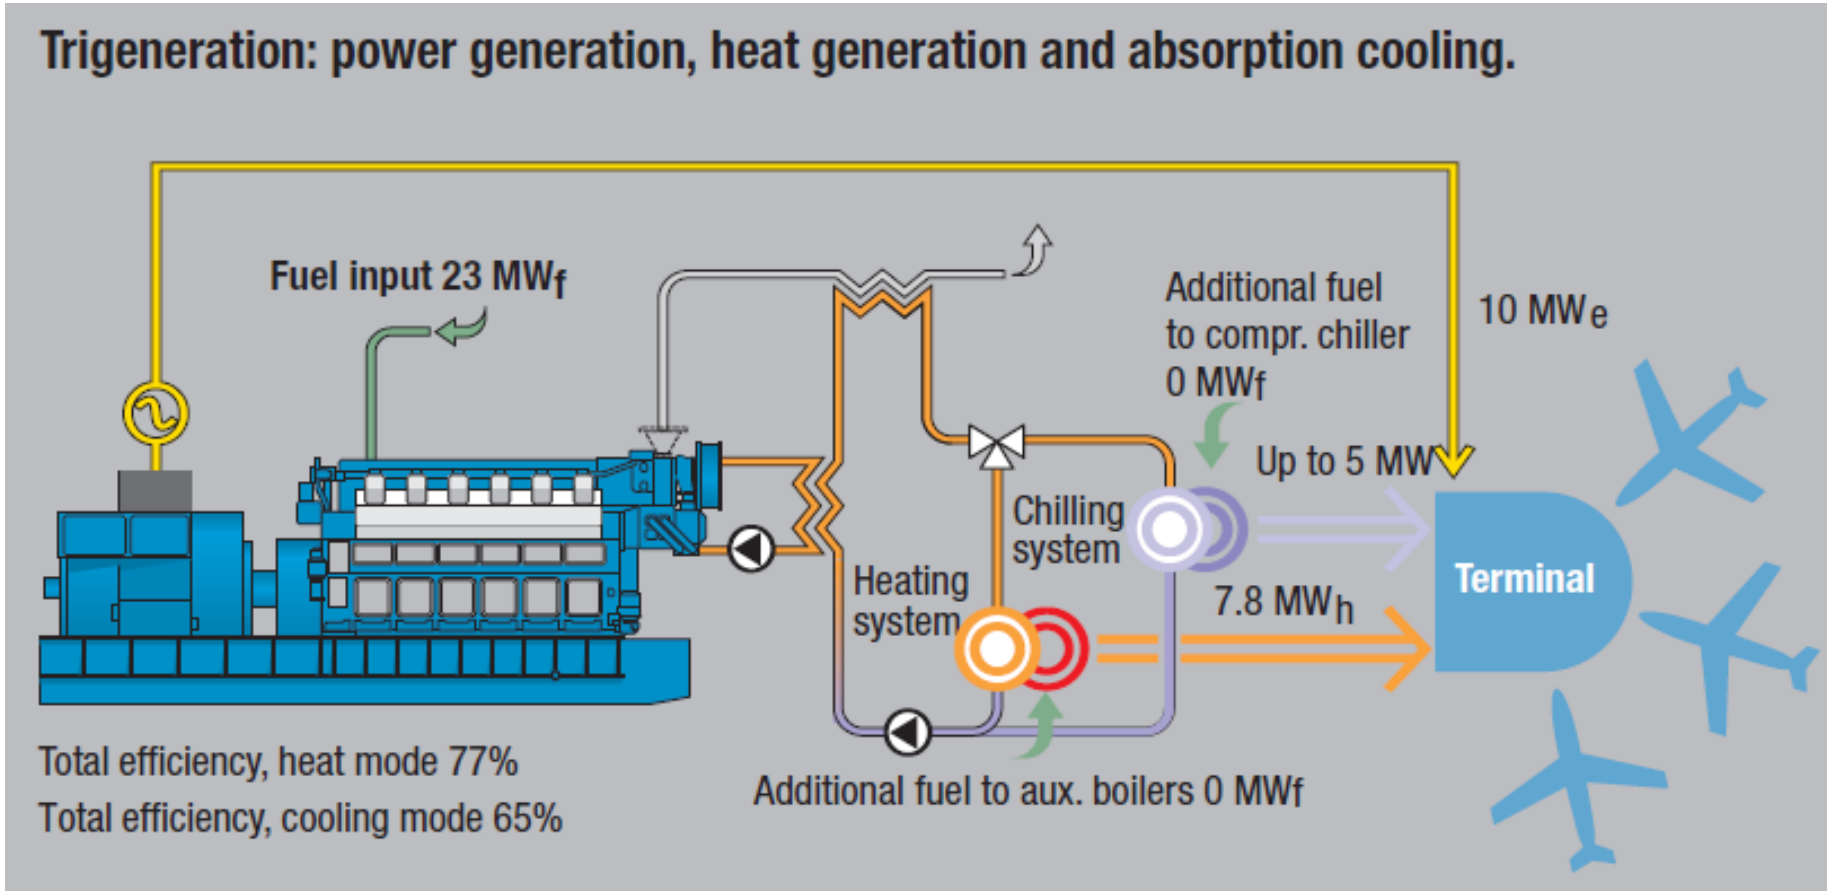 Trigeneration: power generation, heat generation and absorption cooling.
Fuel input 23 MWf
Additional fuel
to compr. chiller
0 MWf
10 MWe
Up to 5 MW
Chilling
system
Heating
system
7.8 MWh
Terminal
Total efficiency, heat mode 77%
Total efficiency, cooling mode 65%
Additional fuel to aux. boilers 0 MWf